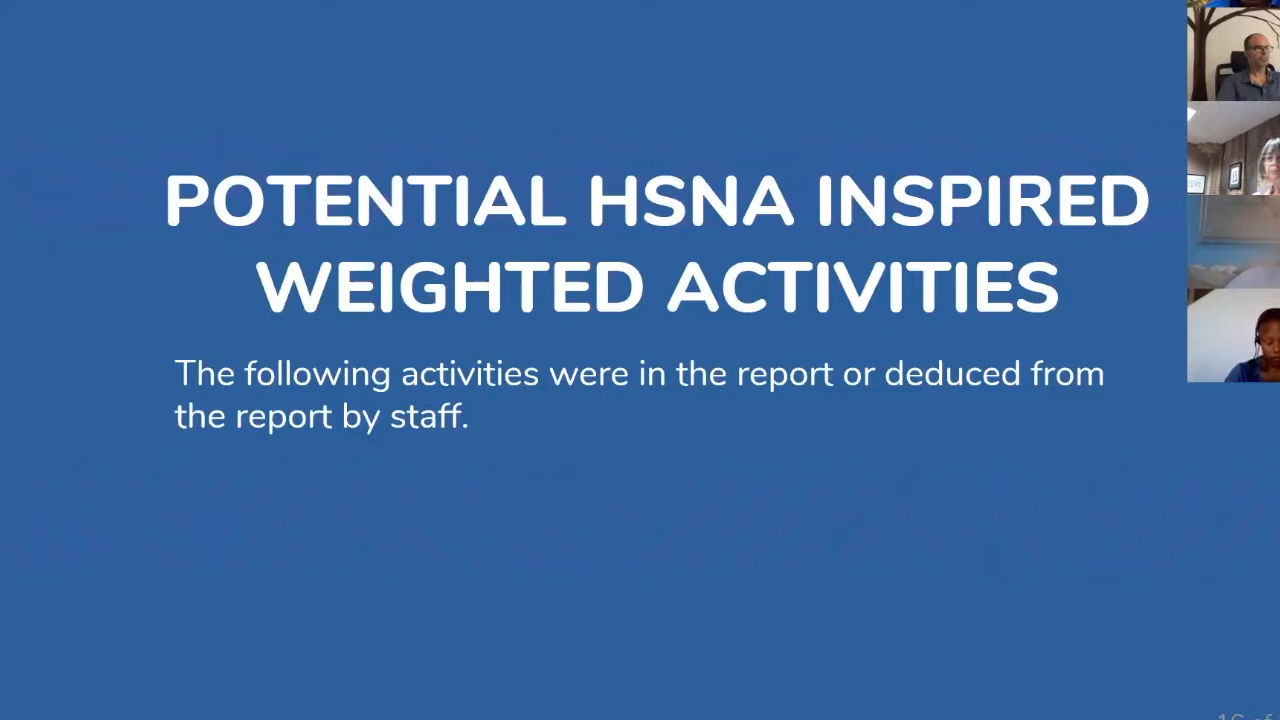 POTENTIAL HSNA INSPIRED
WEIGHTED ACTIVITIES
The following activities were in the report or deduced from
the report by staff.